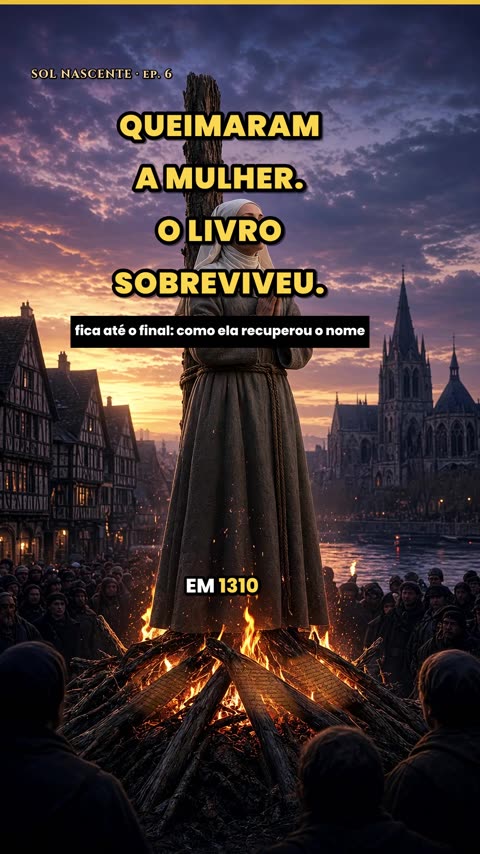 SOL NASCENTE · EP. 6
QUEIMARAM
A MULHER.
O LIVRO
SOBREVIVEU.
fica até o final: como ela recuperou o nome
EM 1310